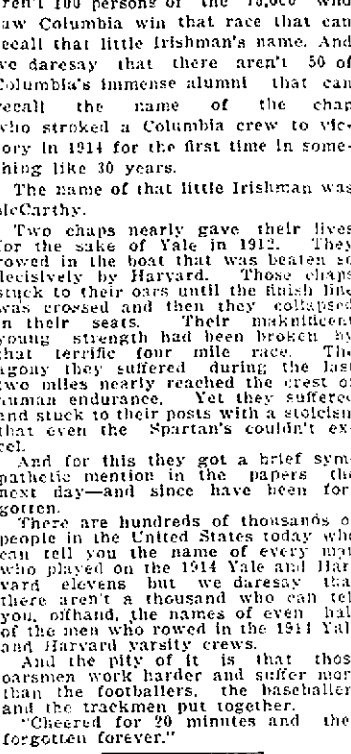 aren't 100 persons of the 15,000 who
saw Columbia win that race that can
recall that little Irishman's name. And
we daresay that there aren't 50 of
Columbia's immense alumni that can
recall the name of the chap
who stroked a Columbia crew to vic-
tory in 1914 for the first time in some-
thing like 30 years.
The name of that little Irishman was
McCarthy.
Two chaps nearly gave their lives
for the sake of Yale in 1912. They
rowed in the boat that was beaten so
decisively by Harvard. Those chaps
stuck to their oars until the finish line
was crossed and then they collapsed
in their seats. Their maknificent
young strength had been broken by
that terrific four mile race. The
agony they suffered during the last
two miles nearly reached the crest of
human endurance. Yet they suffered
and stuck to their posts with a stoicism
that even the Spartan's couldn't ex-
cel.
And for this they got a brief sym-
pathetic mention in the papers the
next day—and since have been for-
gotten.
There are hundreds of thousands of
people in the United States today who
can tell you the name of every man
who played on the 1914 Yale and Har-
vard elevens but we daresay that
there aren't a thousand who can tell
you, offhand, the names of even half
of the men who rowed in the 1914 Yale
and Harvard varsity crews.
And the pity of it is that those
oarsmen work harder and suffer more
than the footballers, the baseballers
and the trackmen put together.
"Cheered for 20 minutes and then
forgotten forever."